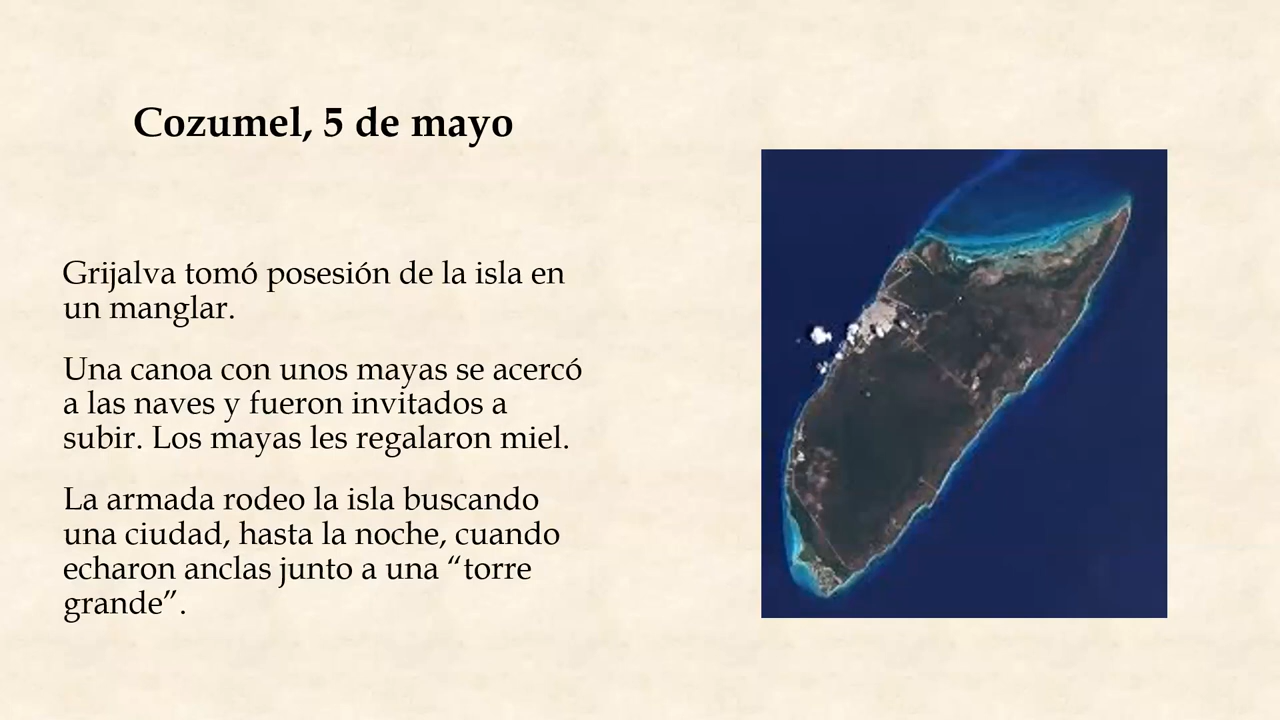 Cozumel, 5 de mayo
Grijalva tomó posesión de la isla en
un manglar.
Una canoa con unos mayas se acercó
a las naves y fueron invitados a
subir. Los mayas les regalaron miel.
La armada rodeo la isla buscando
una ciudad, hasta la noche, cuando
echaron anclas junto a una “torre
grande”.